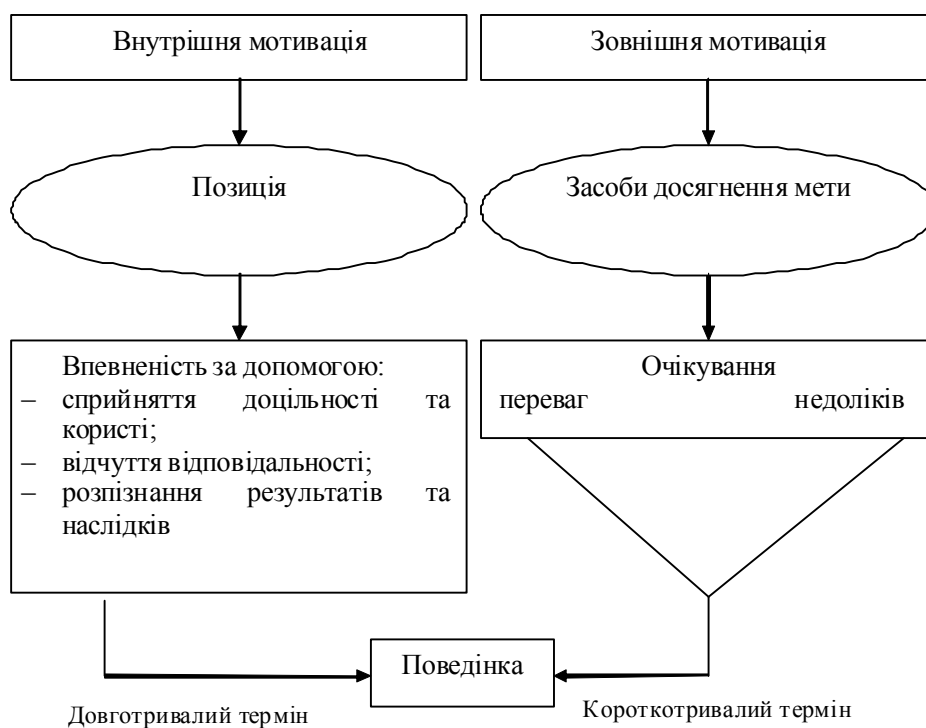 Внутрішня мотивація
Зовнішня мотивація
Позиція
Засоби досягнення мети
Впевненість за допомогою:
– сприйняття доцільності та
користі;
– відчуття відповідальності;
– розпізнання результатів та
наслідків
Очікування
переваг недоліків
Поведінка
Довготривалий термін
Короткотривалий термін